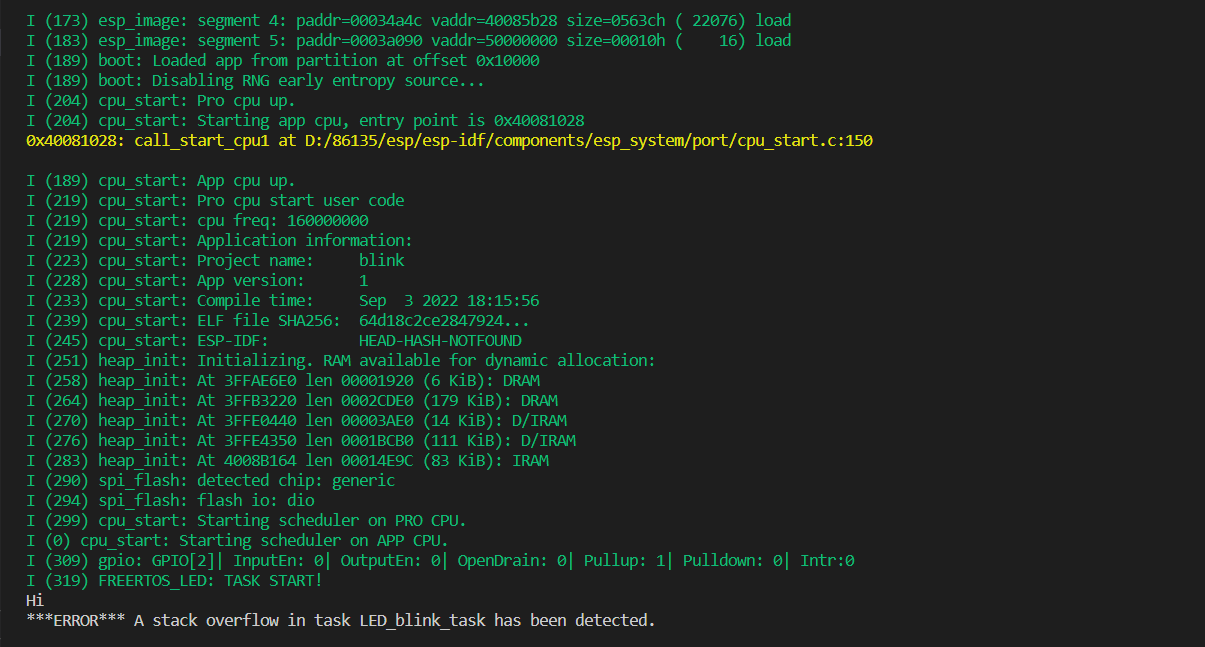 I (173) esp_image: segment 4: paddr=00034a4c vaddr=40085b28 size=0563ch ( 22076) load
I (183) esp_image: segment 5: paddr=0003a090 vaddr=50000000 size=00010h (    16) load
I (189) boot: Loaded app from partition at offset 0x10000
I (189) boot: Disabling RNG early entropy source...
I (204) cpu_start: Pro cpu up.
I (204) cpu_start: Starting app cpu, entry point is 0x40081028
0x40081028: call_start_cpu1 at D:/86135/esp/esp-idf/components/esp_system/port/cpu_start.c:150
I (189) cpu_start: App cpu up.
I (219) cpu_start: Pro cpu start user code
I (219) cpu_start: cpu freq: 160000000
I (219) cpu_start: Application information:
I (223) cpu_start: Project name:     blink
I (228) cpu_start: App version:      1
I (233) cpu_start: Compile time:     Sep  3 2022 18:15:56
I (239) cpu_start: ELF file SHA256:  64d18c2ce2847924...
I (245) cpu_start: ESP-IDF:          HEAD-HASH-NOTFOUND
I (251) heap_init: Initializing. RAM available for dynamic allocation:
I (258) heap_init: At 3FFAE6E0 len 00001920 (6 KiB): DRAM
I (264) heap_init: At 3FFB3220 len 0002CDE0 (179 KiB): DRAM
I (270) heap_init: At 3FFE0440 len 00003AE0 (14 KiB): D/IRAM
I (276) heap_init: At 3FFE4350 len 0001BCB0 (111 KiB): D/IRAM
I (283) heap_init: At 4008B164 len 00014E9C (83 KiB): IRAM
I (290) spi_flash: detected chip: generic
I (294) spi_flash: flash io: dio
I (299) cpu_start: Starting scheduler on PRO CPU.
I (0) cpu_start: Starting scheduler on APP CPU.
I (309) gpio: GPIO[2]| InputEn: 0| OutputEn: 0| OpenDrain: 0| Pullup: 1| Pulldown: 0| Intr:0
I (319) FREERTOS_LED: TASK START!
Hi
***ERROR*** A stack overflow in task LED_blink_task has been detected.